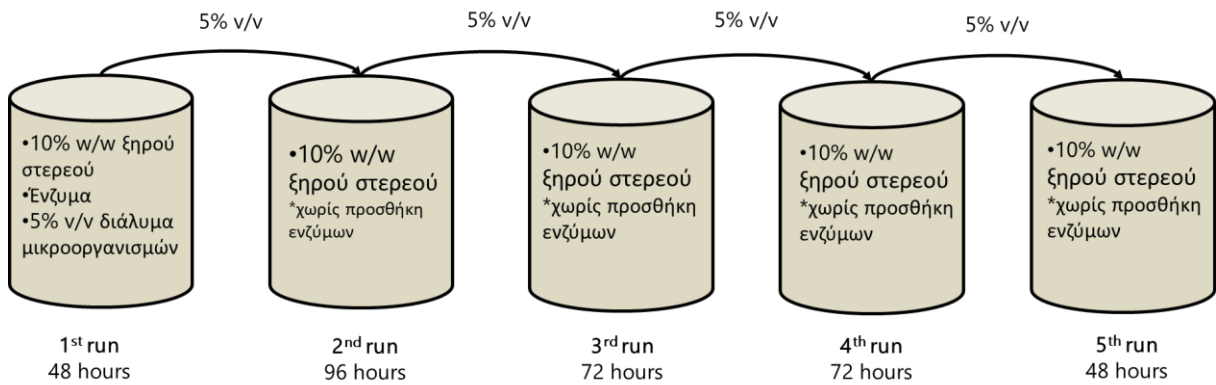 5% v/v
5% v/v
5% v/v
5% v/v
•10% w/w ξηρού
στερεού
•Ένζυμα
•5% v/v διάλυμα
μικροοργανισμών
•10% w/w
ξηρού στερεού
*χωρίς προσθήκη
ενζύμων
•10% w/w
ξηρού στερεού
*χωρίς προσθήκη
ενζύμων
•10% w/w
ξηρού στερεού
*χωρίς προσθήκη
ενζύμων
•10% w/w
ξηρού στερεού
*χωρίς προσθήκη
ενζύμων
1st run
48 hours
2nd run
96 hours
3rd run
72 hours
4th run
72 hours
5th run
48 hours